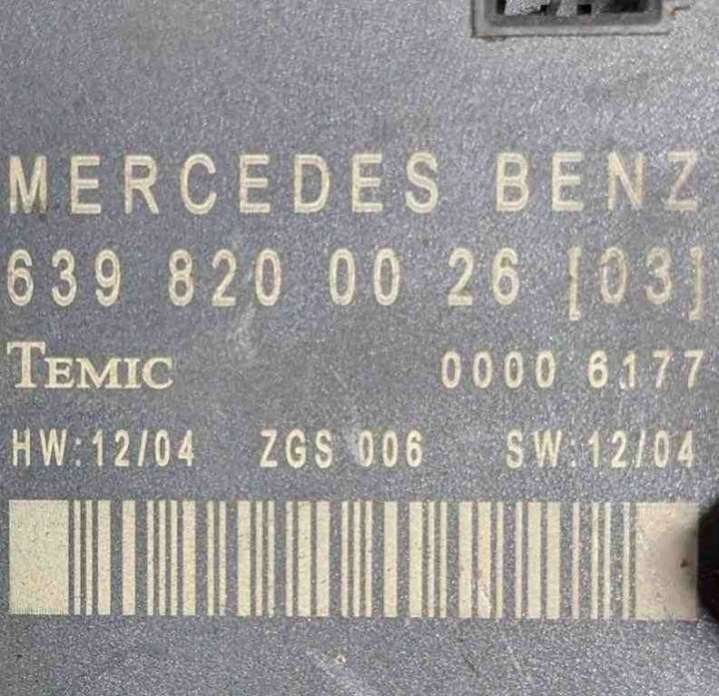 MERCEDES BENZ
639 820 00 26 [03]
TEMIC 0000 6177
HW:12/04 ZGS 006 SW:12/04